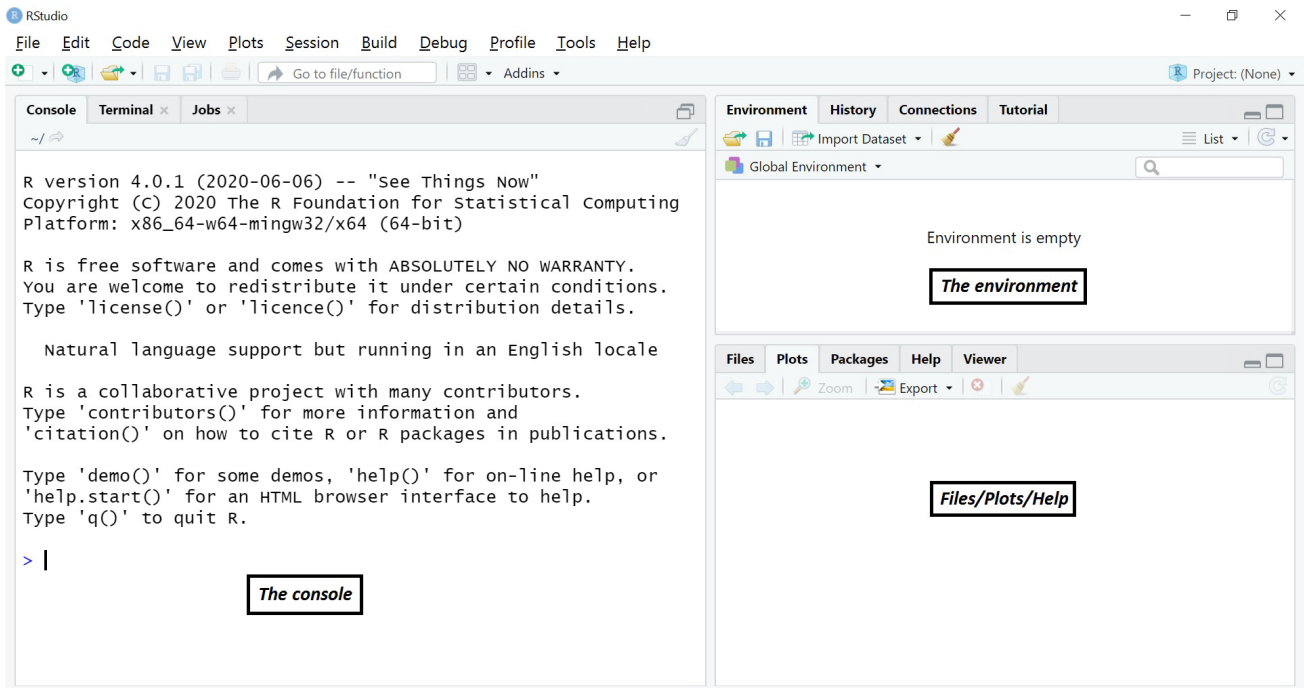 RStudio
File Edit Code View Plots Session Build Debug Profile Tools Help
Go to file/function Addins Project: (None)
Console Terminal Jobs
~/
R version 4.0.1 (2020-06-06) -- "See Things Now"
Copyright (C) 2020 The R Foundation for Statistical Computing
Platform: x86_64-w64-mingw32/x64 (64-bit)
R is free software and comes with ABSOLUTELY NO WARRANTY.
You are welcome to redistribute it under certain conditions.
Type 'license()' or 'licence()' for distribution details.
Natural language support but running in an English locale
R is a collaborative project with many contributors.
Type 'contributors()' for more information and
'citation()' on how to cite R or R packages in publications.
Type 'demo()' for some demos, 'help()' for on-line help, or
'help.start()' for an HTML browser interface to help.
Type 'q()' to quit R.
>
The console
Environment History Connections Tutorial
Import Dataset List
Global Environment
Environment is empty
The environment
Files Plots Packages Help Viewer
Zoom Export
Files/Plots/Help